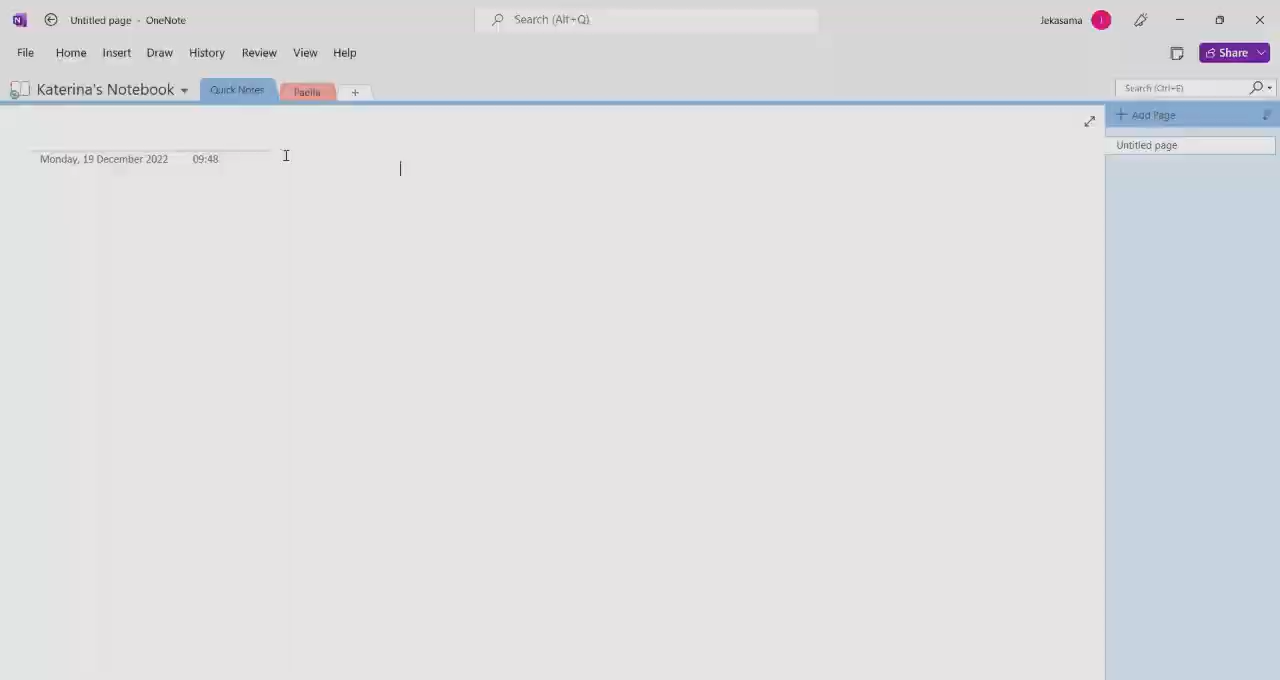 Untitled page - OneNote
Search (Alt+Q)
Jekasama
File Home Insert Draw History Review View Help
Share
Katerina's Notebook
Quick Notes
Paella
Search (Ctrl+E)
Add Page
Untitled page
Monday, 19 December 2022 09:48